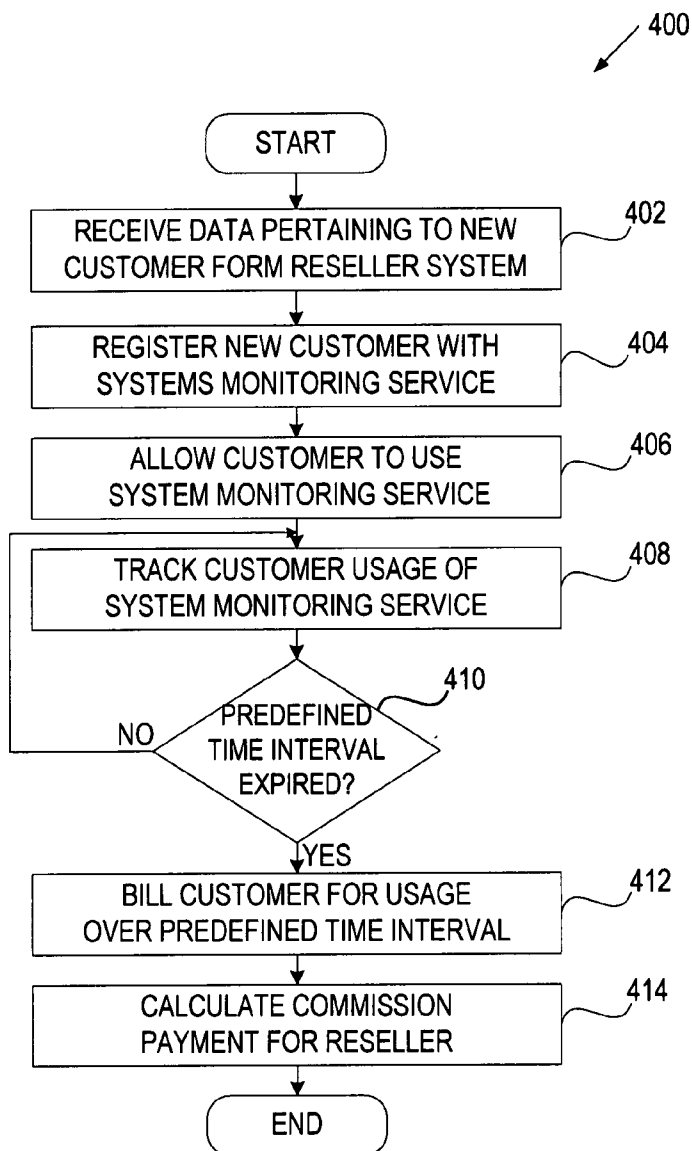 400
START
RECEIVE DATA PERTAINING TO NEW
CUSTOMER FORM RESELLER SYSTEM
402
REGISTER NEW CUSTOMER WITH
SYSTEMS MONITORING SERVICE
404
ALLOW CUSTOMER TO USE
SYSTEM MONITORING SERVICE
406
TRACK CUSTOMER USAGE OF
SYSTEM MONITORING SERVICE
408
410
PREDEFINED
TIME INTERVAL
EXPIRED?
NO
YES
BILL CUSTOMER FOR USAGE
OVER PREDEFINED TIME INTERVAL
412
CALCULATE COMMISSION
PAYMENT FOR RESELLER
414
END